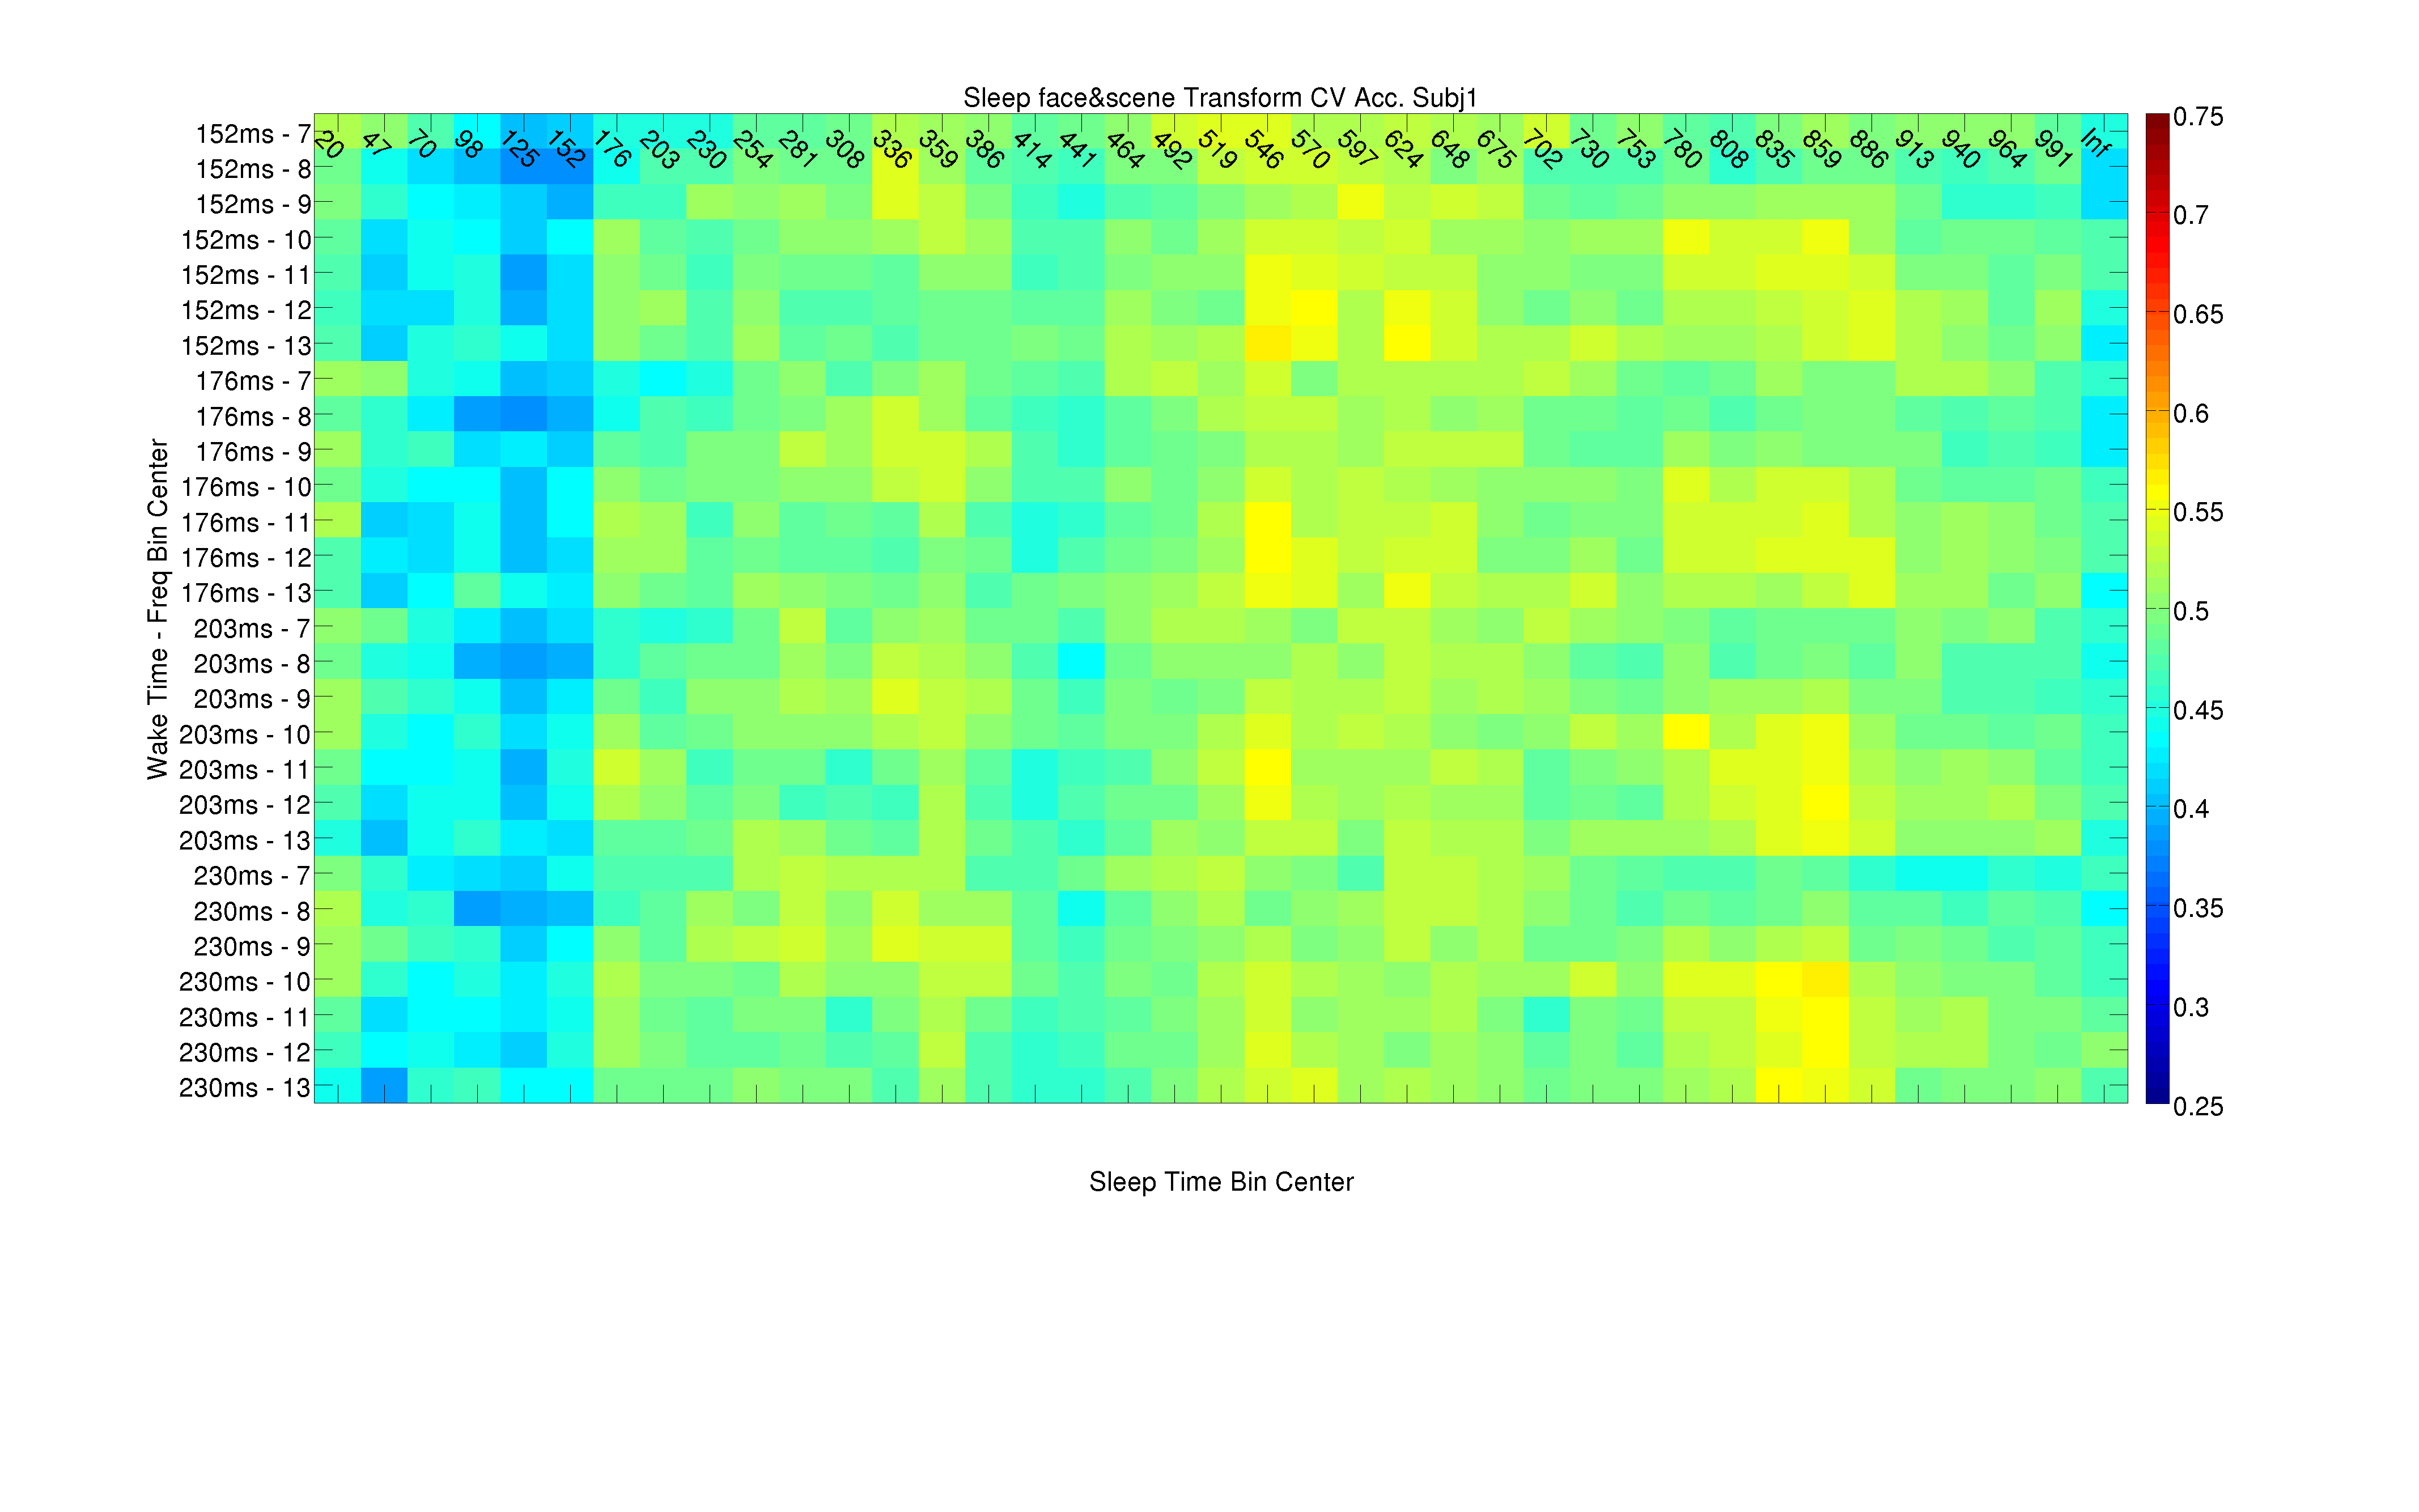 Sleep face&scene Transform CV Acc. Subj1
20 47 70 98 125 152 176 203 230 254 281 308 336 359 386 414 441 464 492 519 546 570 597 624 648 675 702 730 753 780 808 835 859 886 913 940 964 991 Inf
Wake Time - Freq Bin Center
152ms - 7
152ms - 8
152ms - 9
152ms - 10
152ms - 11
152ms - 12
152ms - 13
176ms - 7
176ms - 8
176ms - 9
176ms - 10
176ms - 11
176ms - 12
176ms - 13
203ms - 7
203ms - 8
203ms - 9
203ms - 10
203ms - 11
203ms - 12
203ms - 13
230ms - 7
230ms - 8
230ms - 9
230ms - 10
230ms - 11
230ms - 12
230ms - 13
0.75
0.7
0.65
0.6
0.55
0.5
0.45
0.4
0.35
0.3
0.25
Sleep Time Bin Center